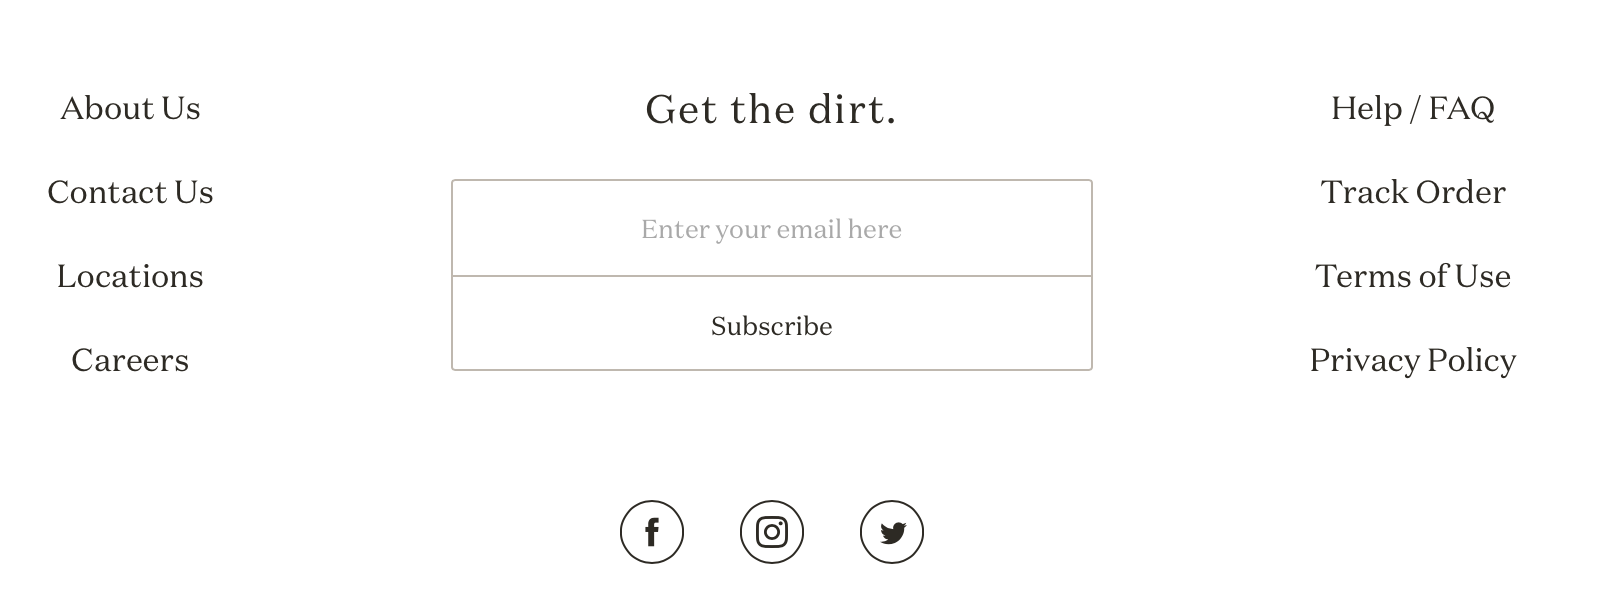 About Us
Contact Us
Locations
Careers
Get the dirt.
Enter your email here
Subscribe
Help / FAQ
Track Order
Terms of Use
Privacy Policy